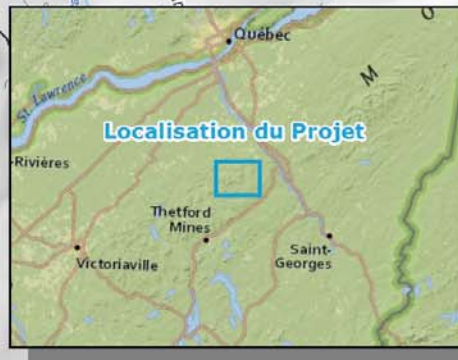 Québec
M
O
St. Lawrence
Localisation du Projet
-Rivières
Thetford
Mines
Victoriaville
Saint-
Georges